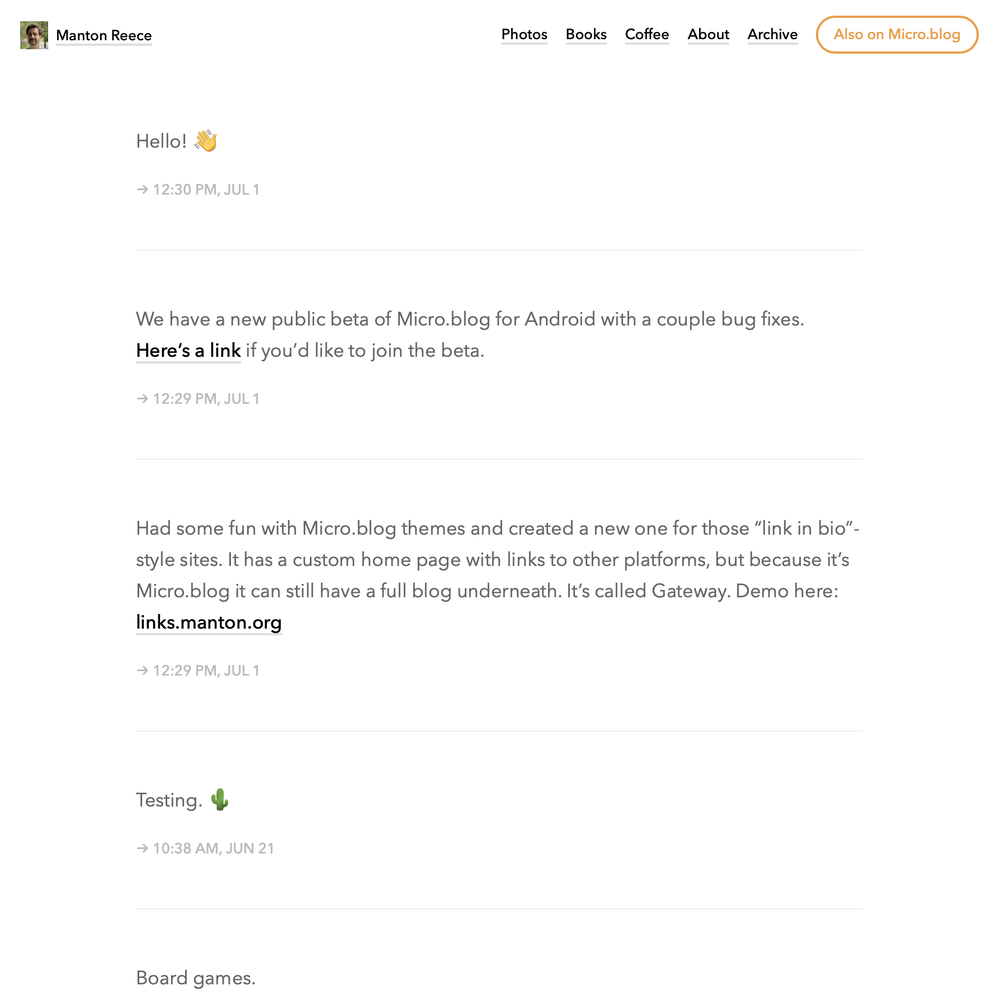 Manton Reece
Photos Books Coffee About Archive Also on Micro.blog
Hello! 👋
→ 12:30 PM, JUL 1
We have a new public beta of Micro.blog for Android with a couple bug fixes.
Here’s a link if you’d like to join the beta.
→ 12:29 PM, JUL 1
Had some fun with Micro.blog themes and created a new one for those “link in bio”-
style sites. It has a custom home page with links to other platforms, but because it’s
Micro.blog it can still have a full blog underneath. It’s called Gateway. Demo here:
links.manton.org
→ 12:29 PM, JUL 1
Testing. 🌵
→ 10:38 AM, JUN 21
Board games.